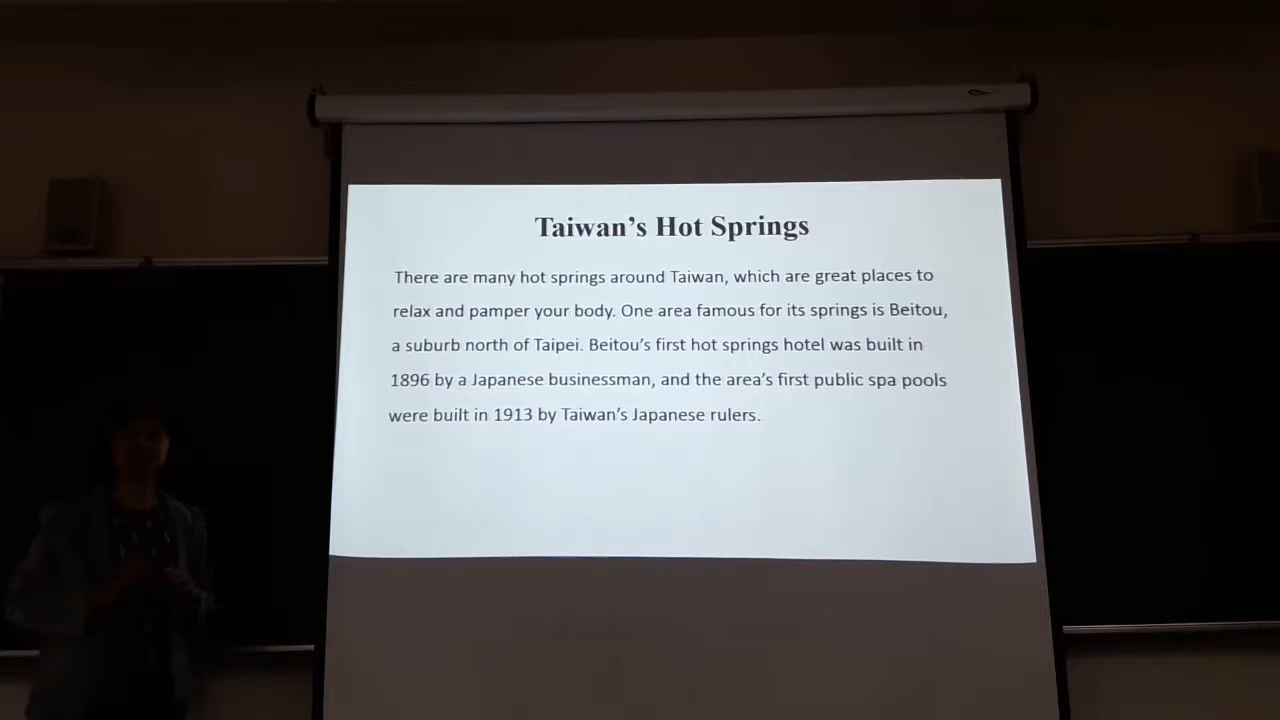 Taiwan’s Hot Springs
There are many hot springs around Taiwan, which are great places to
relax and pamper your body. One area famous for its springs is Beitou,
a suburb north of Taipei. Beitou’s first hot springs hotel was built in
1896 by a Japanese businessman, and the area’s first public spa pools
were built in 1913 by Taiwan’s Japanese rulers.